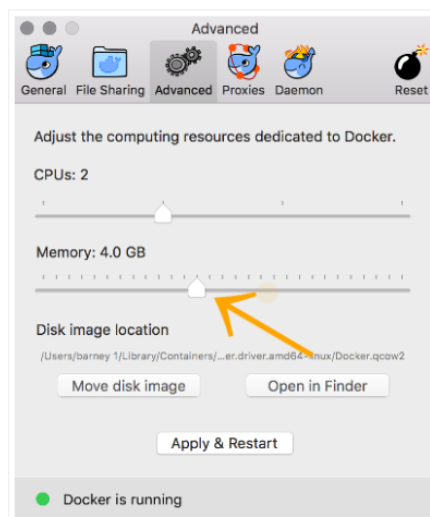 Advanced
General File Sharing Advanced Proxies Daemon Reset
Adjust the computing resources dedicated to Docker.
CPUs: 2
Memory: 4.0 GB
Disk image location
/Users/barney 1/Library/Containers/...er.driver.amd64-linux/Docker.qcow2
Move disk image Open in Finder
Apply & Restart
Docker is running